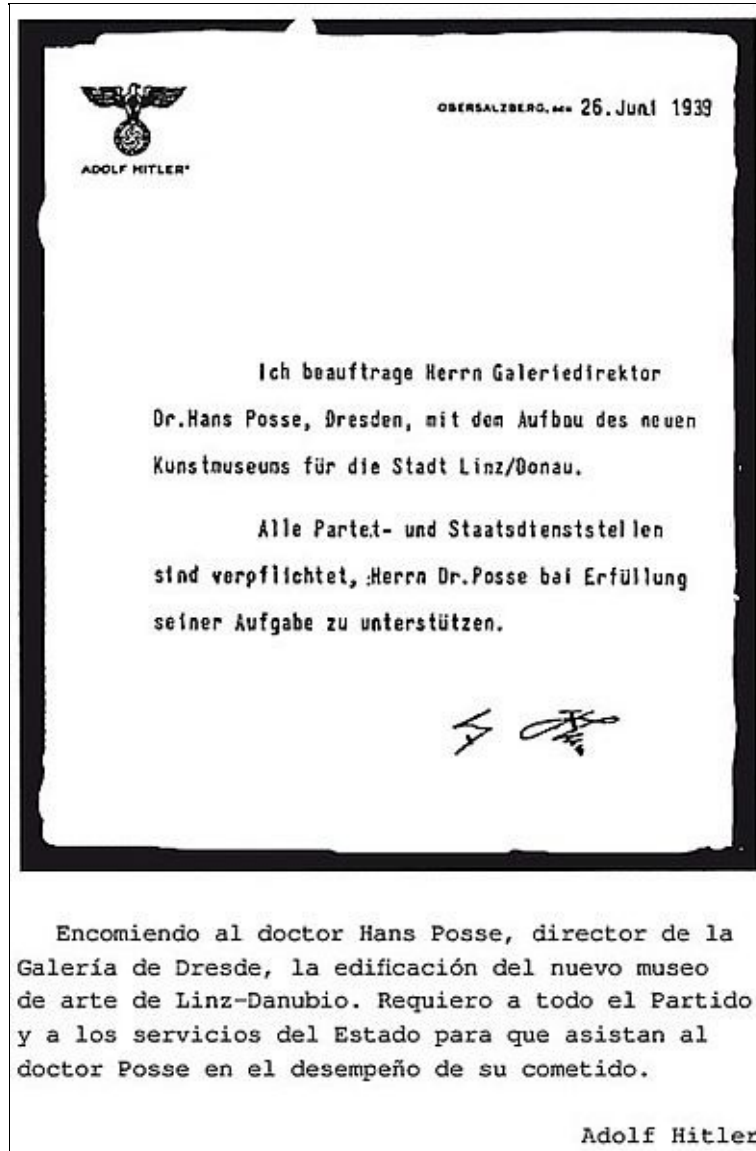 OBERSALZBERG, den 26.Juni 1939
ADOLF HITLER
Ich beauftrage Herrn Galeriedirektor
Dr.Hans Posse, Dresden, mit dem Aufbau des neuen
Kunstmuseums für die Stadt Linz/Donau.
Alle Partei- und Staatsdienststellen
sind verpflichtet, Herrn Dr.Posse bei Erfüllung
seiner Aufgabe zu unterstützen.
Encomiendo al doctor Hans Posse, director de la
Galería de Dresde, la edificación del nuevo museo
de arte de Linz-Danubio. Requiero a todo el Partido
y a los servicios del Estado para que asistan al
doctor Posse en el desempeño de su cometido.
Adolf Hitler